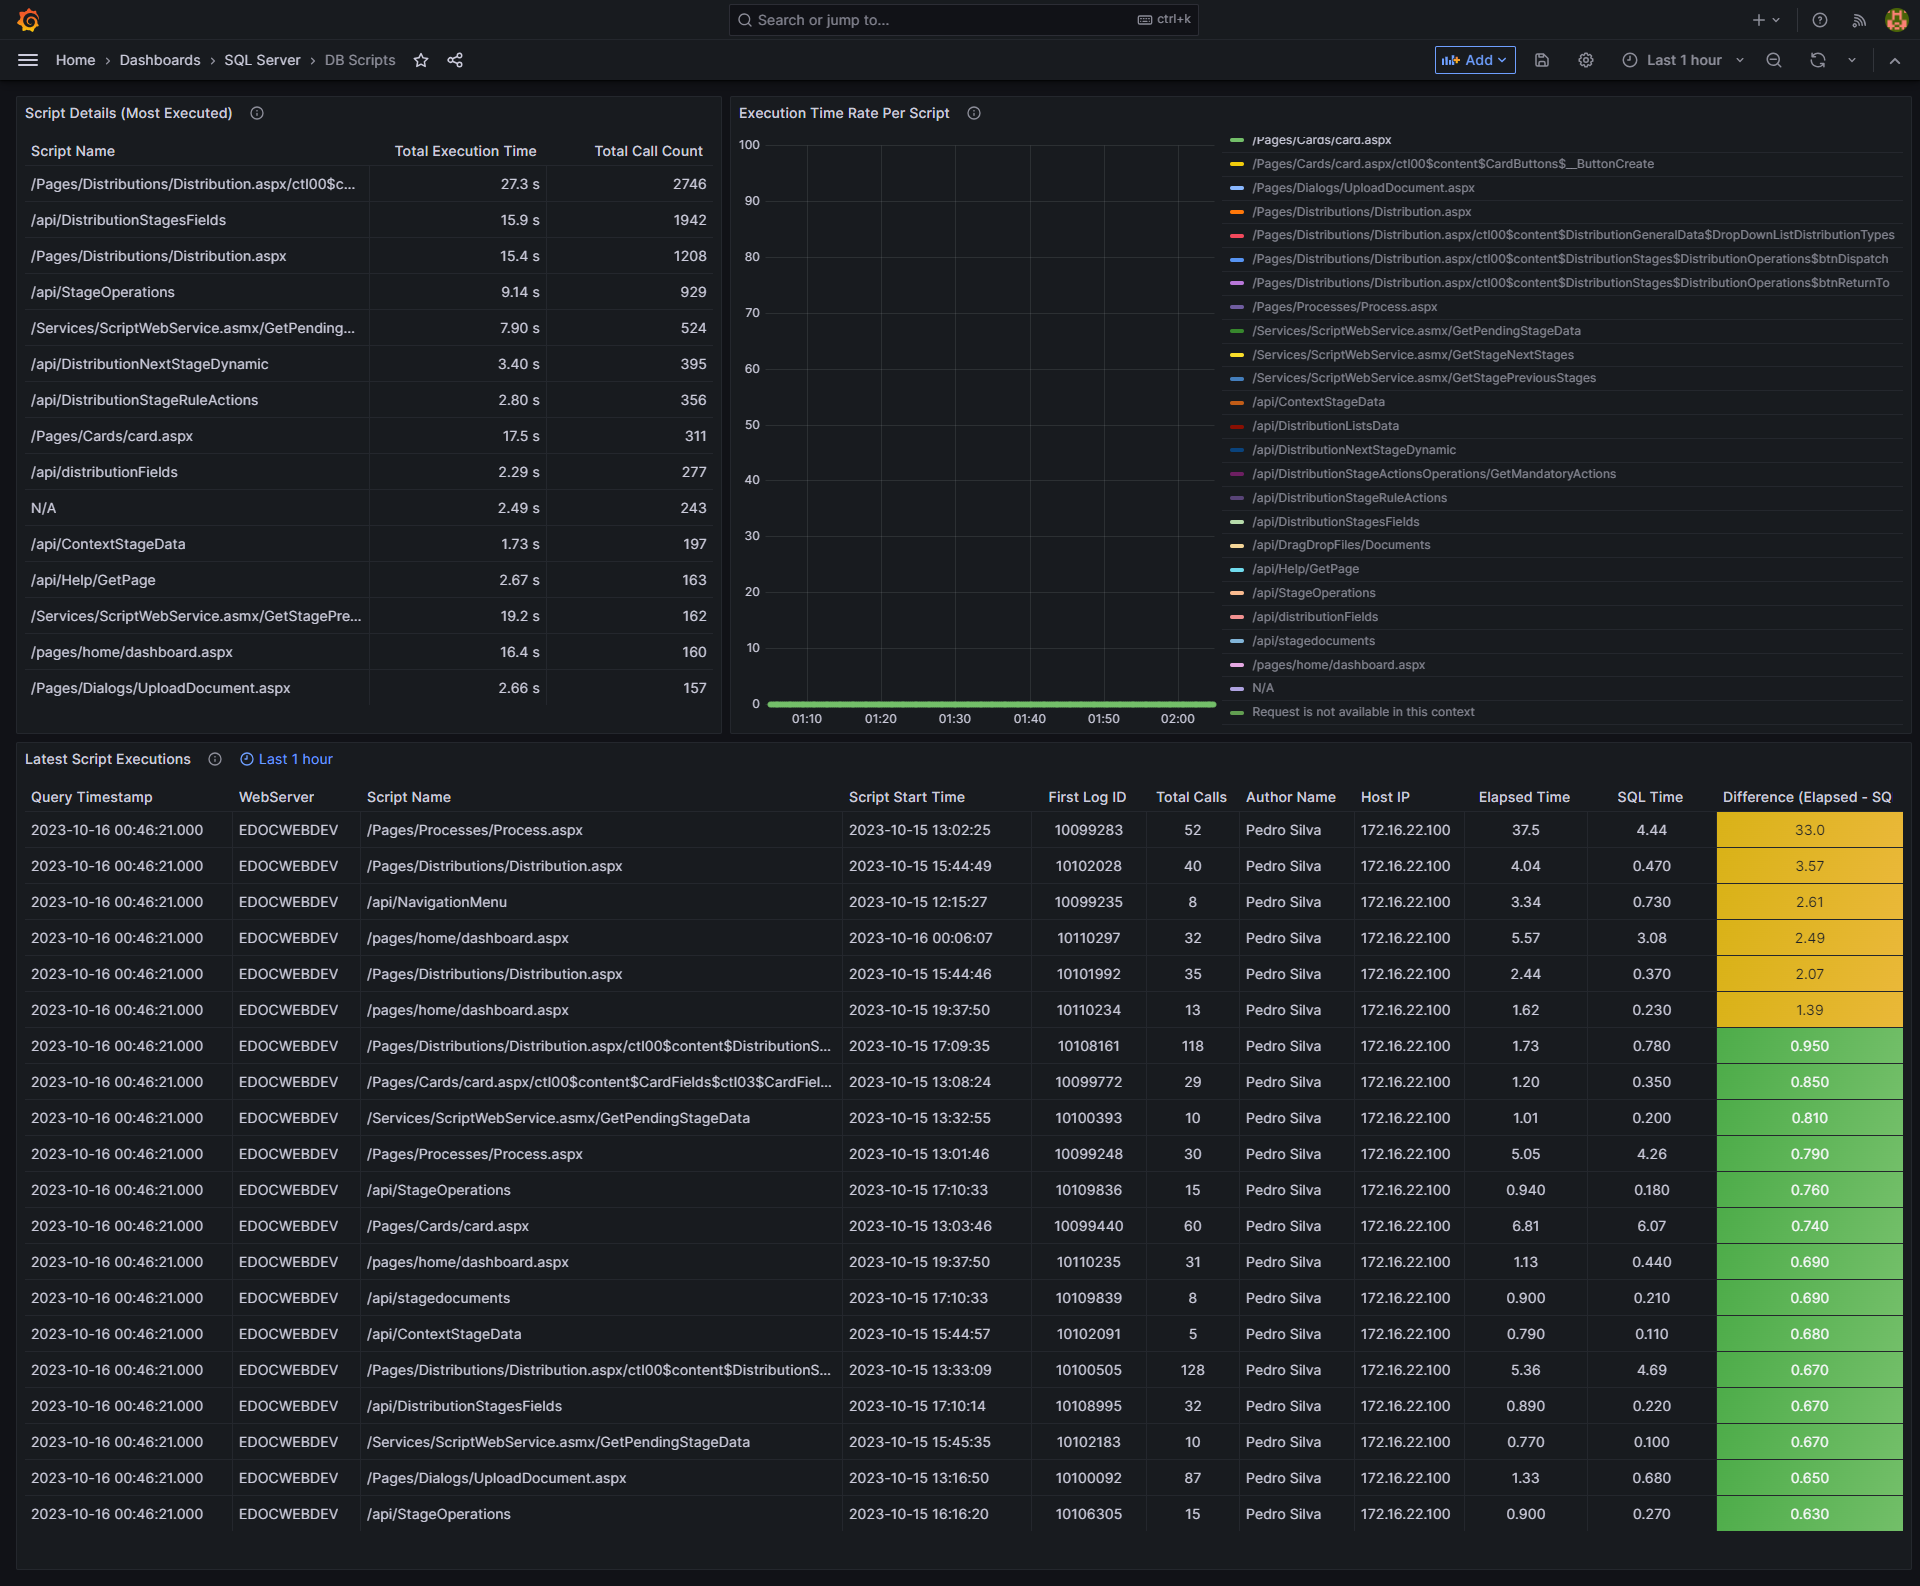 Search or jump to...
ctrl+k
Home › Dashboards › SQL Server › DB Scripts
Add
Last 1 hour
Script Details (Most Executed)
Script Name Total Execution Time Total Call Count
/Pages/Distributions/Distribution.aspx/ctl00$c... 27.3 s 2746
/api/DistributionStagesFields 15.9 s 1942
/Pages/Distributions/Distribution.aspx 15.4 s 1208
/api/StageOperations 9.14 s 929
/Services/ScriptWebService.asmx/GetPending... 7.90 s 524
/api/DistributionNextStageDynamic 3.40 s 395
/api/DistributionStageRuleActions 2.80 s 356
/Pages/Cards/card.aspx 17.5 s 311
/api/distributionFields 2.29 s 277
N/A 2.49 s 243
/api/ContextStageData 1.73 s 197
/api/Help/GetPage 2.67 s 163
/Services/ScriptWebService.asmx/GetStagePre... 19.2 s 162
/pages/home/dashboard.aspx 16.4 s 160
/Pages/Dialogs/UploadDocument.aspx 2.66 s 157
Execution Time Rate Per Script
100
90
80
70
60
50
40
30
20
10
0
01:10 01:20 01:30 01:40 01:50 02:00
/Pages/Cards/card.aspx
/Pages/Cards/card.aspx/ctl00$content$CardButtons$__ButtonCreate
/Pages/Dialogs/UploadDocument.aspx
/Pages/Distributions/Distribution.aspx
/Pages/Distributions/Distribution.aspx/ctl00$content$DistributionGeneralData$DropDownListDistributionTypes
/Pages/Distributions/Distribution.aspx/ctl00$content$DistributionStages$DistributionOperations$btnDispatch
/Pages/Distributions/Distribution.aspx/ctl00$content$DistributionStages$DistributionOperations$btnReturnTo
/Pages/Processes/Process.aspx
/Services/ScriptWebService.asmx/GetPendingStageData
/Services/ScriptWebService.asmx/GetStageNextStages
/Services/ScriptWebService.asmx/GetStagePreviousStages
/api/ContextStageData
/api/DistributionListsData
/api/DistributionNextStageDynamic
/api/DistributionStageActionsOperations/GetMandatoryActions
/api/DistributionStageRuleActions
/api/DistributionStagesFields
/api/DragDropFiles/Documents
/api/Help/GetPage
/api/StageOperations
/api/distributionFields
/api/stagedocuments
/pages/home/dashboard.aspx
N/A
Request is not available in this context
Latest Script Executions Last 1 hour
Query Timestamp WebServer Script Name Script Start Time First Log ID Total Calls Author Name Host IP Elapsed Time SQL Time Difference (Elapsed - SQ
2023-10-16 00:46:21.000 EDOCWEBDEV /Pages/Processes/Process.aspx 2023-10-15 13:02:25 10099283 52 Pedro Silva 172.16.22.100 37.5 4.44 33.0
2023-10-16 00:46:21.000 EDOCWEBDEV /Pages/Distributions/Distribution.aspx 2023-10-15 15:44:49 10102028 40 Pedro Silva 172.16.22.100 4.04 0.470 3.57
2023-10-16 00:46:21.000 EDOCWEBDEV /api/NavigationMenu 2023-10-15 12:15:27 10099235 8 Pedro Silva 172.16.22.100 3.34 0.730 2.61
2023-10-16 00:46:21.000 EDOCWEBDEV /pages/home/dashboard.aspx 2023-10-16 00:06:07 10110297 32 Pedro Silva 172.16.22.100 5.57 3.08 2.49
2023-10-16 00:46:21.000 EDOCWEBDEV /Pages/Distributions/Distribution.aspx 2023-10-15 15:44:46 10101992 35 Pedro Silva 172.16.22.100 2.44 0.370 2.07
2023-10-16 00:46:21.000 EDOCWEBDEV /pages/home/dashboard.aspx 2023-10-15 19:37:50 10110234 13 Pedro Silva 172.16.22.100 1.62 0.230 1.39
2023-10-16 00:46:21.000 EDOCWEBDEV /Pages/Distributions/Distribution.aspx/ctl00$content$DistributionS... 2023-10-15 17:09:35 10108161 118 Pedro Silva 172.16.22.100 1.73 0.780 0.950
2023-10-16 00:46:21.000 EDOCWEBDEV /Pages/Cards/card.aspx/ctl00$content$CardFields$ctl03$CardFiel... 2023-10-15 13:08:24 10099772 29 Pedro Silva 172.16.22.100 1.20 0.350 0.850
2023-10-16 00:46:21.000 EDOCWEBDEV /Services/ScriptWebService.asmx/GetPendingStageData 2023-10-15 13:32:55 10100393 10 Pedro Silva 172.16.22.100 1.01 0.200 0.810
2023-10-16 00:46:21.000 EDOCWEBDEV /Pages/Processes/Process.aspx 2023-10-15 13:01:46 10099248 30 Pedro Silva 172.16.22.100 5.05 4.26 0.790
2023-10-16 00:46:21.000 EDOCWEBDEV /api/StageOperations 2023-10-15 17:10:33 10109836 15 Pedro Silva 172.16.22.100 0.940 0.180 0.760
2023-10-16 00:46:21.000 EDOCWEBDEV /Pages/Cards/card.aspx 2023-10-15 13:03:46 10099440 60 Pedro Silva 172.16.22.100 6.81 6.07 0.740
2023-10-16 00:46:21.000 EDOCWEBDEV /pages/home/dashboard.aspx 2023-10-15 19:37:50 10110235 31 Pedro Silva 172.16.22.100 1.13 0.440 0.690
2023-10-16 00:46:21.000 EDOCWEBDEV /api/stagedocuments 2023-10-15 17:10:33 10109839 8 Pedro Silva 172.16.22.100 0.900 0.210 0.690
2023-10-16 00:46:21.000 EDOCWEBDEV /api/ContextStageData 2023-10-15 15:44:57 10102091 5 Pedro Silva 172.16.22.100 0.790 0.110 0.680
2023-10-16 00:46:21.000 EDOCWEBDEV /Pages/Distributions/Distribution.aspx/ctl00$content$DistributionS... 2023-10-15 13:33:09 10100505 128 Pedro Silva 172.16.22.100 5.36 4.69 0.670
2023-10-16 00:46:21.000 EDOCWEBDEV /api/DistributionStagesFields 2023-10-15 17:10:14 10108995 32 Pedro Silva 172.16.22.100 0.890 0.220 0.670
2023-10-16 00:46:21.000 EDOCWEBDEV /Services/ScriptWebService.asmx/GetPendingStageData 2023-10-15 15:45:35 10102183 10 Pedro Silva 172.16.22.100 0.770 0.100 0.670
2023-10-16 00:46:21.000 EDOCWEBDEV /Pages/Dialogs/UploadDocument.aspx 2023-10-15 13:16:50 10100092 87 Pedro Silva 172.16.22.100 1.33 0.680 0.650
2023-10-16 00:46:21.000 EDOCWEBDEV /api/StageOperations 2023-10-15 16:16:20 10106305 15 Pedro Silva 172.16.22.100 0.900 0.270 0.630